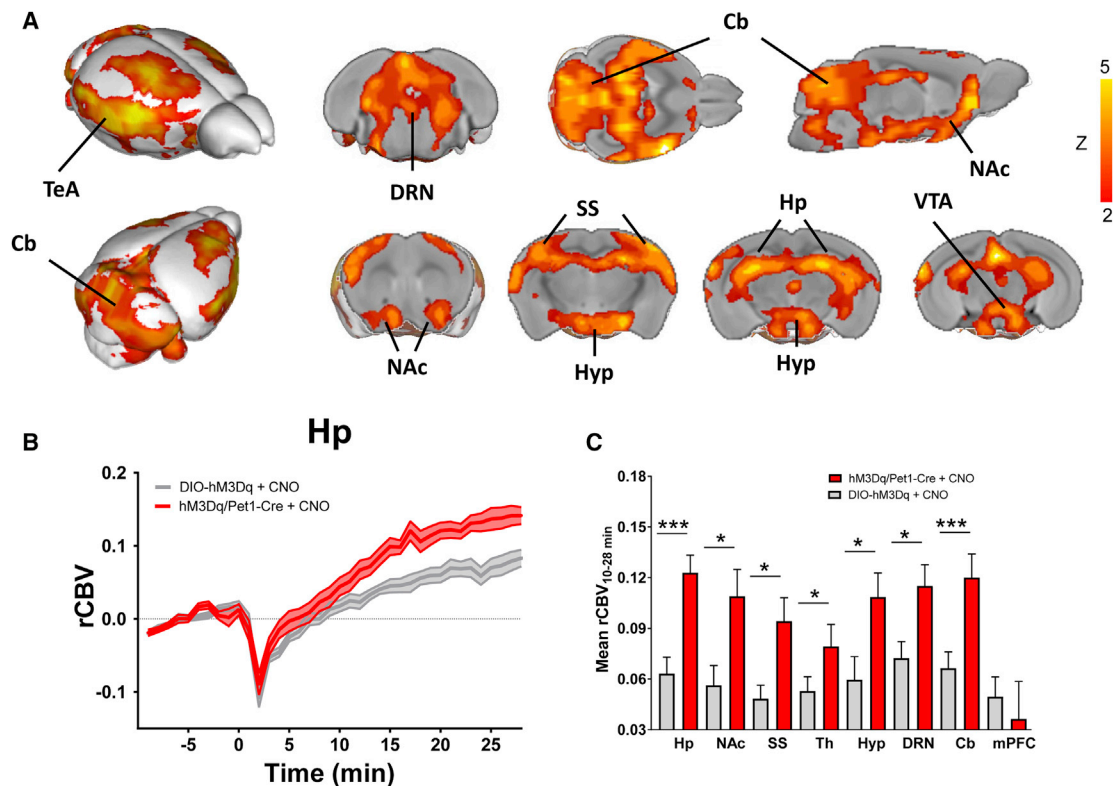 A
Cb
5
Z
2
TeA
DRN
NAc
Cb
SS
Hp
VTA
NAc
Hyp
Hyp
B
Hp
C
0.2
0.1
0.0
-0.1
rCBV
DIO-hM3Dq + CNO
hM3Dq/Pet1-Cre + CNO
-5 0 5 10 15 20 25
Time (min)
0.18
0.15
0.12
0.09
0.06
0.03
Mean rCBV10-28 min
hM3Dq/Pet1-Cre + CNO
DIO-hM3Dq + CNO
*** * * * * * ***
Hp NAc SS Th Hyp DRN Cb mPFC